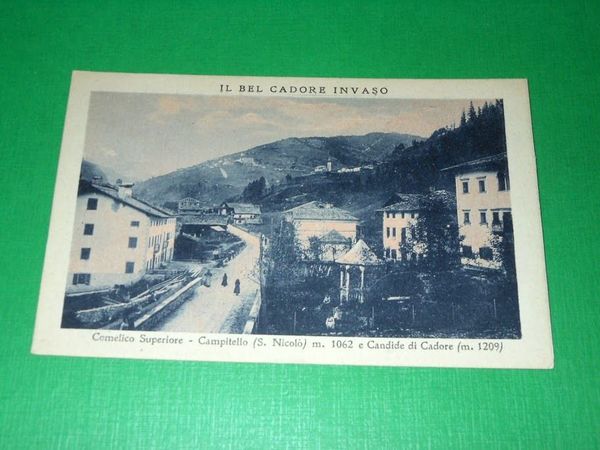 IL BEL CADORE INVASO
Comelico Superiore - Campitello (S. Nicolò) m. 1062 e Candide di Cadore (m. 1209)